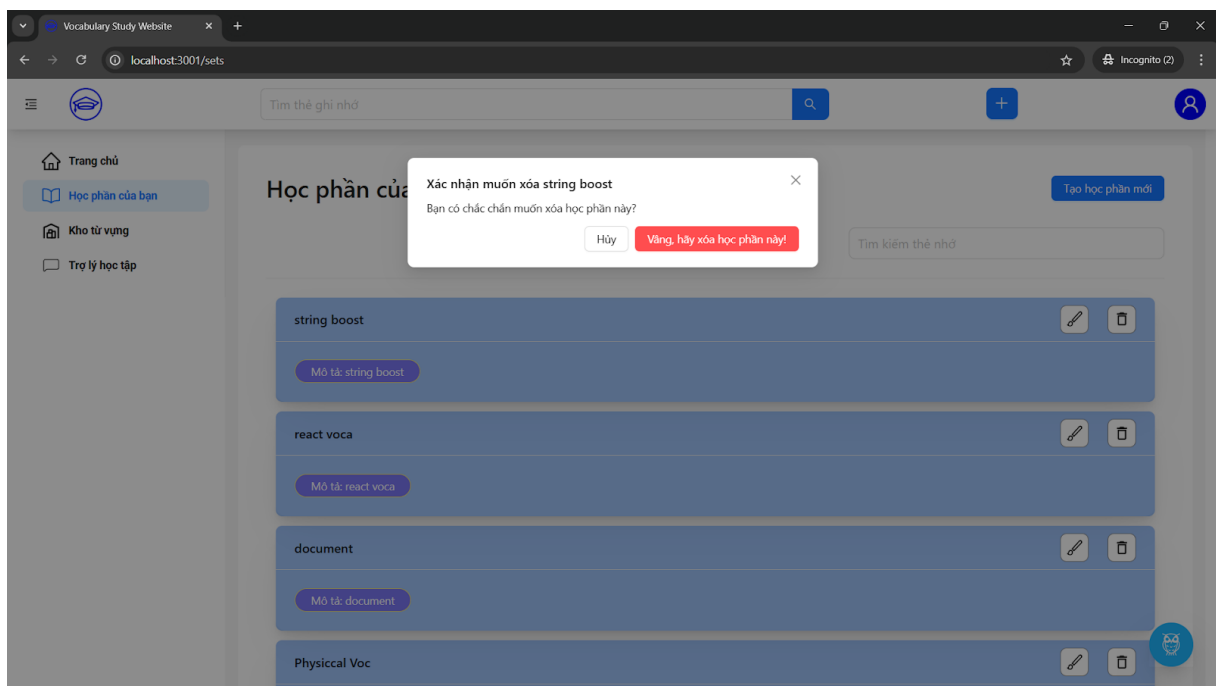 Vocabulary Study Website
localhost:3001/sets
Incognito (2)
Tìm thẻ ghi nhớ
Trang chủ
Học phần của bạn
Kho từ vựng
Trợ lý học tập
Học phần của
Tạo học phần mới
Xác nhận muốn xóa string boost
Bạn có chắc chắn muốn xóa học phần này?
Hủy
Vâng, hãy xóa học phần này!
Tìm kiếm thẻ nhớ
string boost
Mô tả: string boost
react voca
Mô tả: react voca
document
Mô tả: document
Physiccal Voc